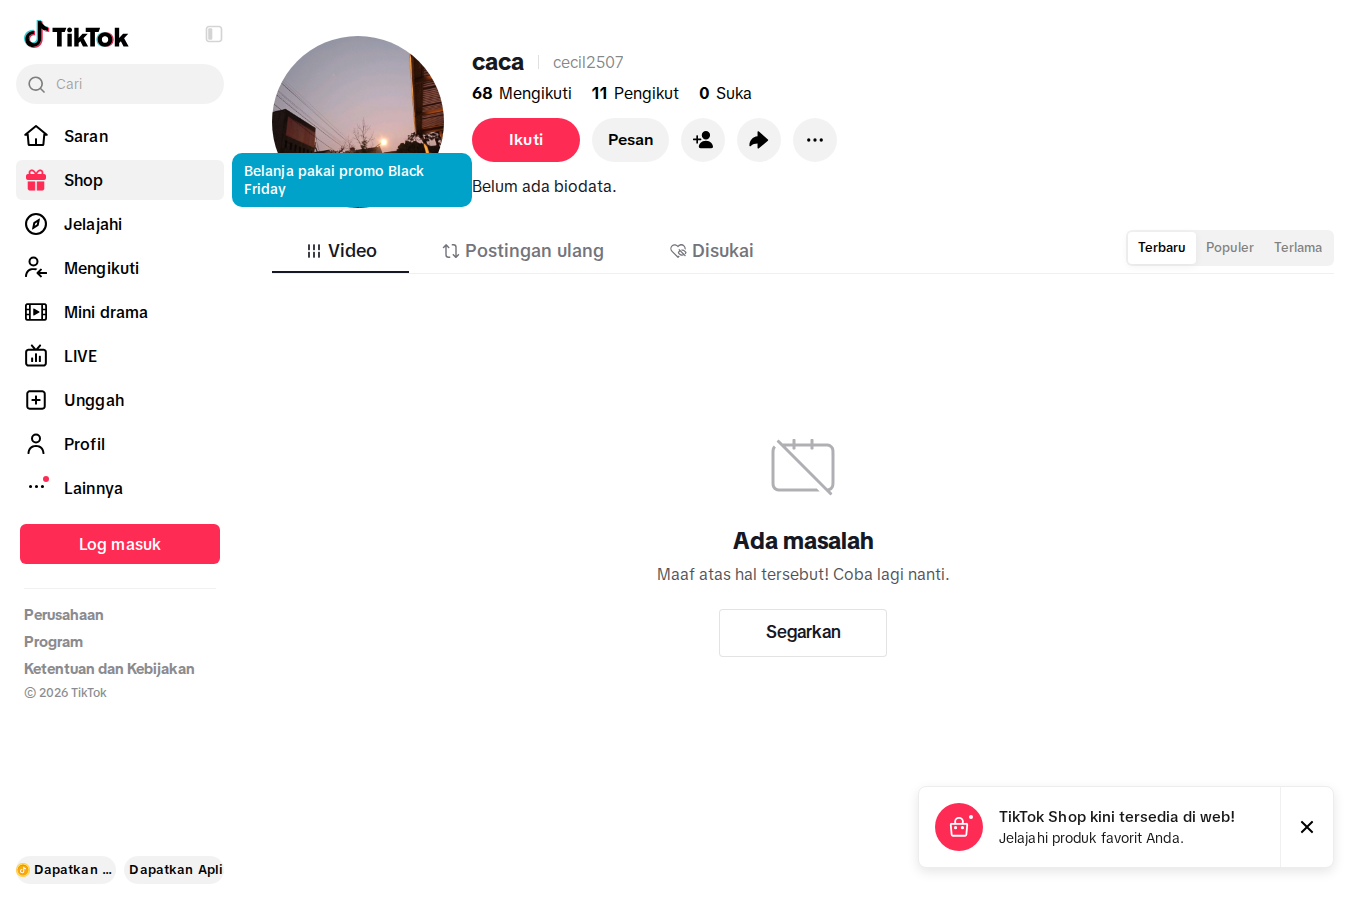 TikTok
Cari
Saran
Shop
Jelajahi
Mengikuti
Mini drama
LIVE
Unggah
Profil
Lainnya
Log masuk
Perusahaan
Program
Ketentuan dan Kebijakan
© 2026 TikTok
Dapatkan ...
Dapatkan Apli
caca
cecil2507
68 Mengikuti 11 Pengikut 0 Suka
Ikuti
Pesan
Belum ada biodata.
Belanja pakai promo Black
Friday
Video
Postingan ulang
Disukai
Terbaru
Populer
Terlama
Ada masalah
Maaf atas hal tersebut! Coba lagi nanti.
Segarkan
TikTok Shop kini tersedia di web!
Jelajahi produk favorit Anda.